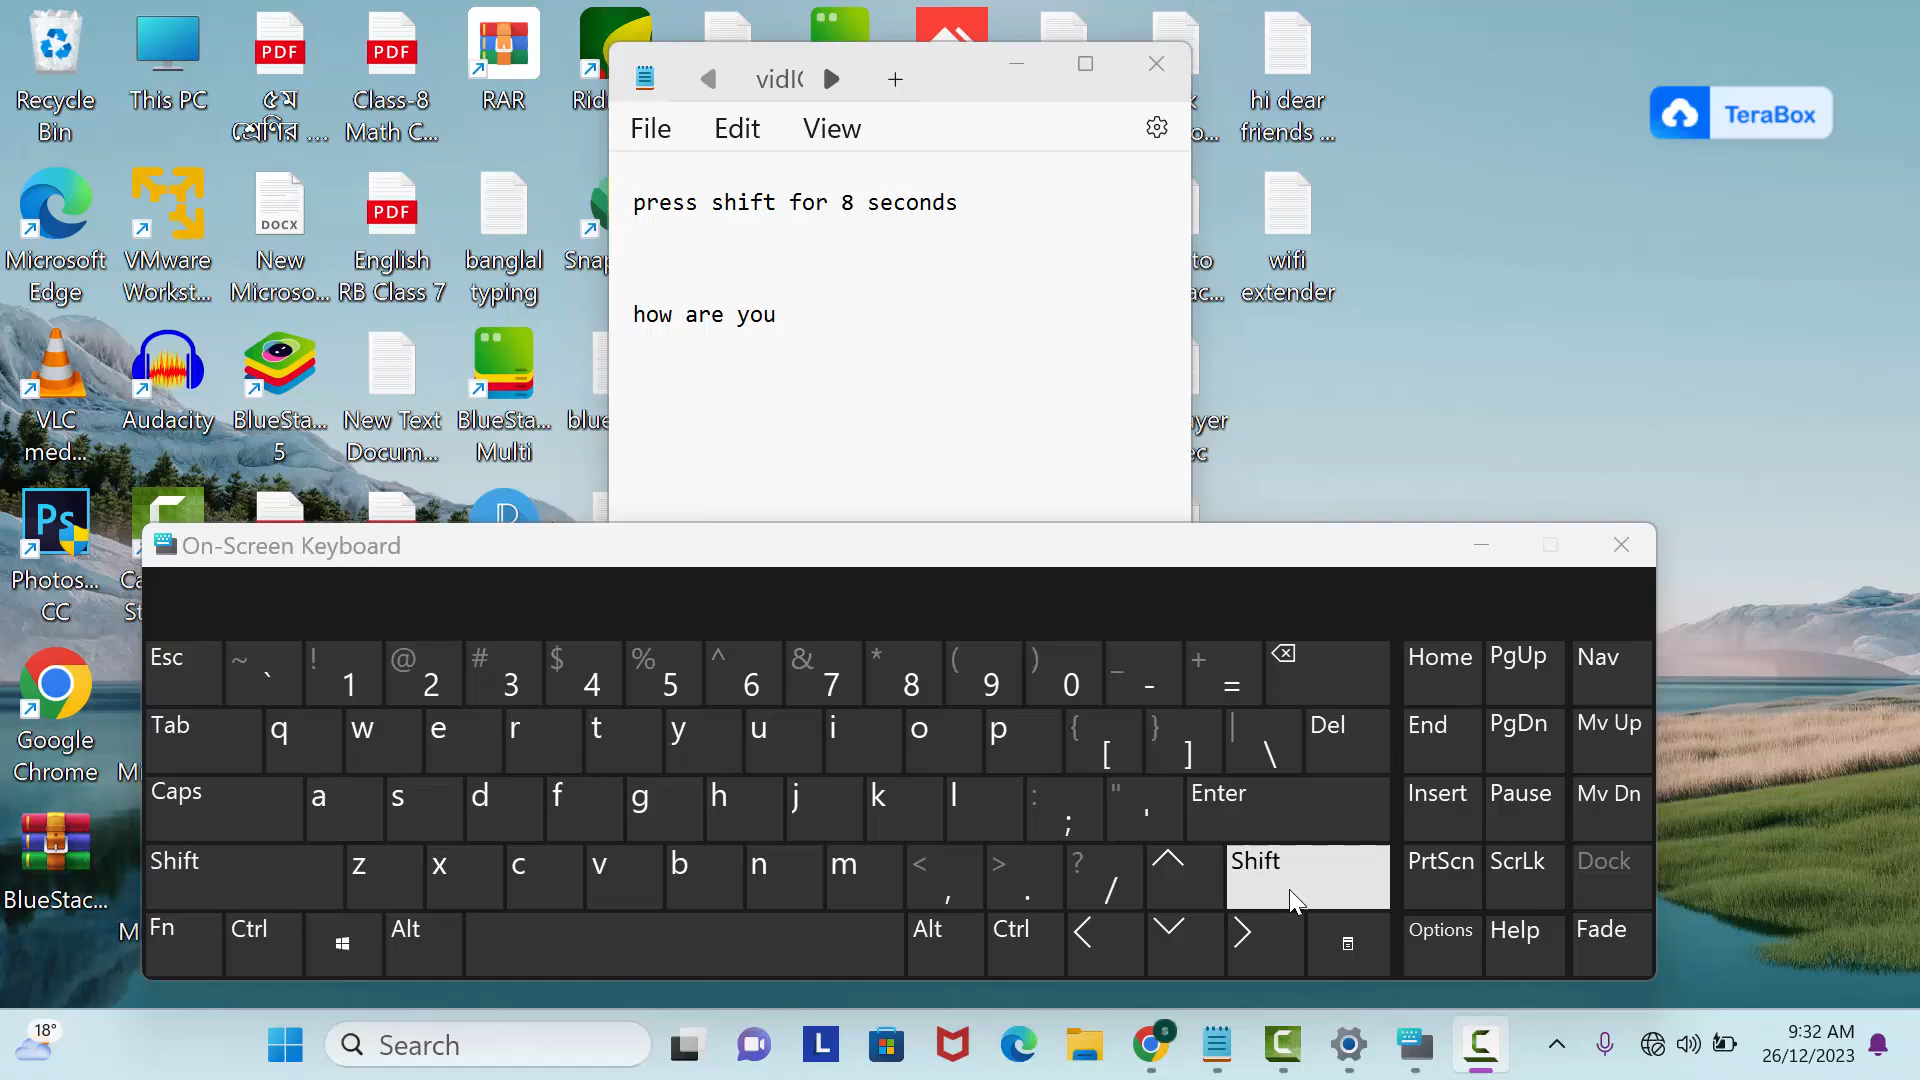 Recycle
Bin
This PC
PDF
৫ম
শ্রেণির ...
PDF
Class-8
Math C...
RAR
Rid
hi dear
friends ...
TeraBox
File Edit View
press shift for 8 seconds
how are you
Microsoft
Edge
VMware
Workst...
DOCX
New
Microso...
PDF
English
RB Class 7
banglal
typing
Snap
to
ac...
wifi
extender
VLC
med...
Audacity
BlueSta...
5
New Text
Docum...
BlueSta...
Multi
blue
ayer
Ps
Photos...
CC
Google
Chrome
BlueStac...
On-Screen Keyboard
Esc ~ ` ! 1 @ 2 # 3 $ 4 % 5 ^ 6 & 7 * 8 ( 9 ) 0 _ - + = Home PgUp Nav
Tab q w e r t y u i o p { [ } ] | \ Del End PgDn Mv Up
Caps a s d f g h j k l : ; " ' Enter Insert Pause Mv Dn
Shift z x c v b n m < , > . ? / Shift PrtScn ScrLk Dock
Fn Ctrl Alt Alt Ctrl Options Help Fade
18°
Search
L
S
9:32 AM
26/12/2023